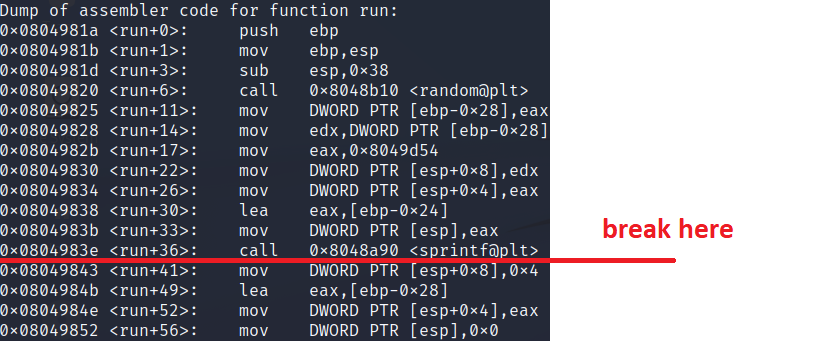 Dump of assembler code for function run:
0×0804981a <run+0>: push ebp
0×0804981b <run+1>: mov ebp,esp
0×0804981d <run+3>: sub esp,0×38
0×08049820 <run+6>: call 0×8048b10 <random@plt>
0×08049825 <run+11>: mov DWORD PTR [ebp-0×28],eax
0×08049828 <run+14>: mov edx,DWORD PTR [ebp-0×28]
0×0804982b <run+17>: mov eax,0×8049d54
0×08049830 <run+22>: mov DWORD PTR [esp+0×8],edx
0×08049834 <run+26>: mov DWORD PTR [esp+0×4],eax
0×08049838 <run+30>: lea eax,[ebp-0×24]
0×0804983b <run+33>: mov DWORD PTR [esp],eax
break here
0×0804983e <run+36>: call 0×8048a90 <sprintf@plt>
0×08049843 <run+41>: mov DWORD PTR [esp+0×8],0×4
0×0804984b <run+49>: lea eax,[ebp-0×28]
0×0804984e <run+52>: mov DWORD PTR [esp+0×4],eax
0×08049852 <run+56>: mov DWORD PTR [esp],0×0